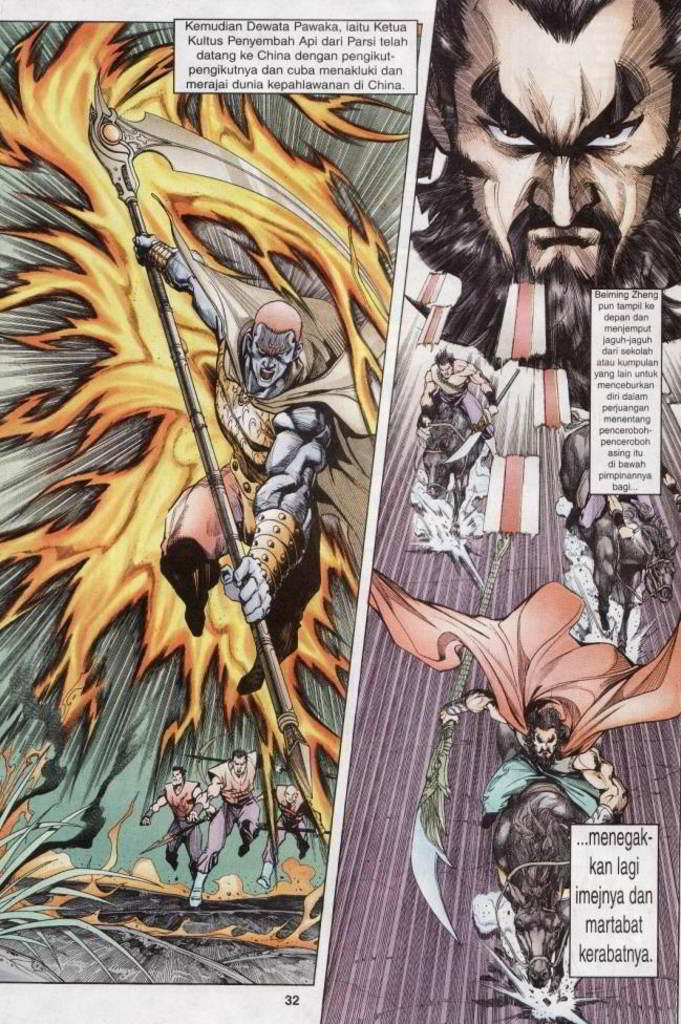 Kemudian Dewata Pawaka, iaitu Ketua
Kultus Penyembah Api dari Parsi telah
datang ke China dengan pengikut-
pengikutnya dan cuba menakluki dan
merajai dunia kepahlawanan di China.
Beiming Zheng
pun tampil ke
depan dan
menjemput
jaguh-jaguh
dari sekolah
atau kumpulan
yang lain untuk
menceburkan
diri dalam
perjuangan
menentang
penceroboh-
penceroboh
asing itu
di bawah
pimpinannya
bagi...
...menegak-
kan lagi
imejnya dan
martabat
kerabatnya.
32